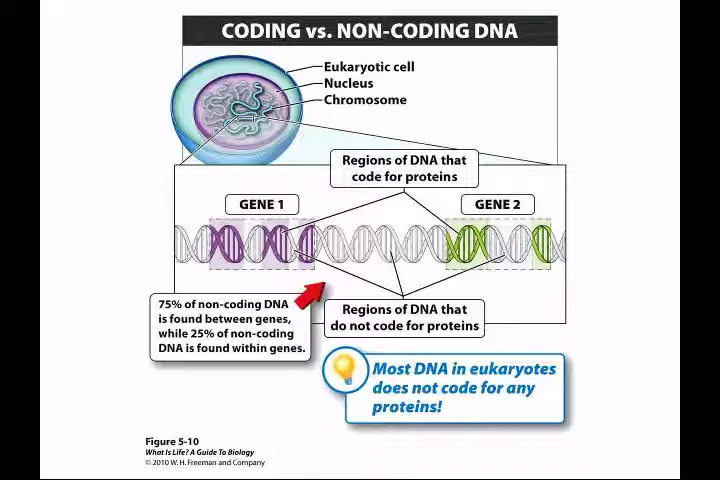 CODING vs. NON-CODING DNA
Eukaryotic cell
Nucleus
Chromosome
Regions of DNA that
code for proteins
GENE 1
GENE 2
75% of non-coding DNA
is found between genes,
while 25% of non-coding
DNA is found within genes.
Regions of DNA that
do not code for proteins
Most DNA in eukaryotes
does not code for any
proteins!
Figure 5-10
What Is Life? A Guide To Biology
© 2010 W. H. Freeman and Company